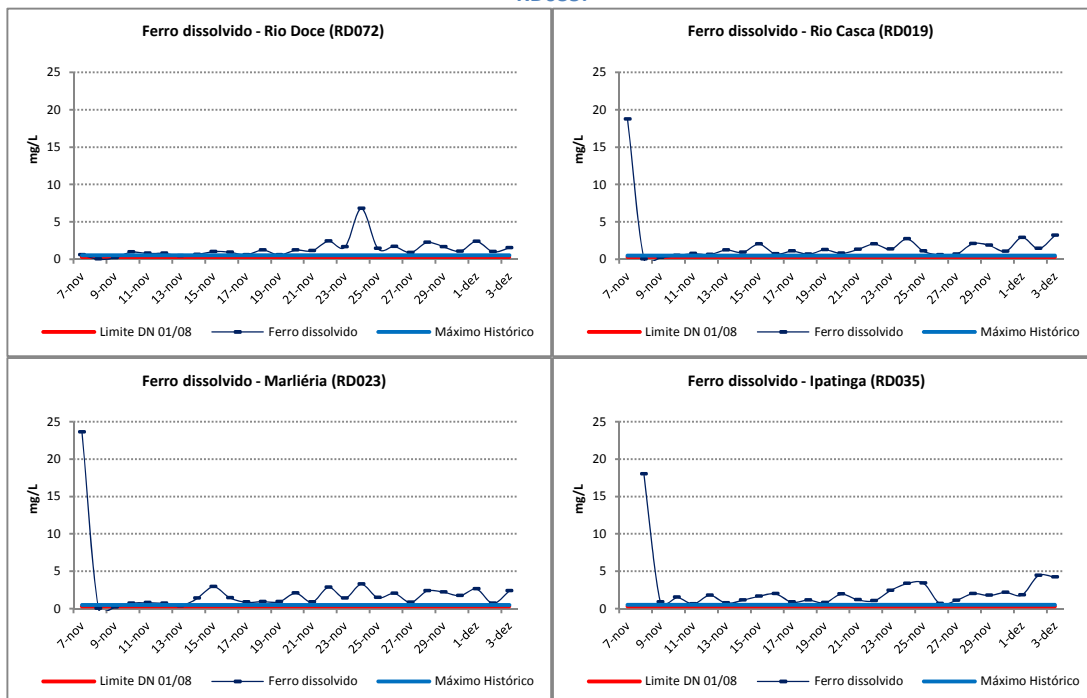 Ferro dissolvido - Rio Doce (RD072)
25
20
15
10
5
0
mg/L
7-nov 9-nov 11-nov 13-nov 15-nov 17-nov 19-nov 21-nov 23-nov 25-nov 27-nov 29-nov 1-dez 3-dez
Limite DN 01/08 Ferro dissolvido Máximo Histórico
Ferro dissolvido - Rio Casca (RD019)
25
20
15
10
5
0
mg/L
7-nov 9-nov 11-nov 13-nov 15-nov 17-nov 19-nov 21-nov 23-nov 25-nov 27-nov 29-nov 1-dez 3-dez
Limite DN 01/08 Ferro dissolvido Máximo Histórico
Ferro dissolvido - Marliéria (RD023)
25
20
15
10
5
0
mg/L
7-nov 9-nov 11-nov 13-nov 15-nov 17-nov 19-nov 21-nov 23-nov 25-nov 27-nov 29-nov 1-dez 3-dez
Limite DN 01/08 Ferro dissolvido Máximo Histórico
Ferro dissolvido - Ipatinga (RD035)
25
20
15
10
5
0
mg/L
7-nov 9-nov 11-nov 13-nov 15-nov 17-nov 19-nov 21-nov 23-nov 25-nov 27-nov 29-nov 1-dez 3-dez
Limite DN 01/08 Ferro dissolvido Máximo Histórico